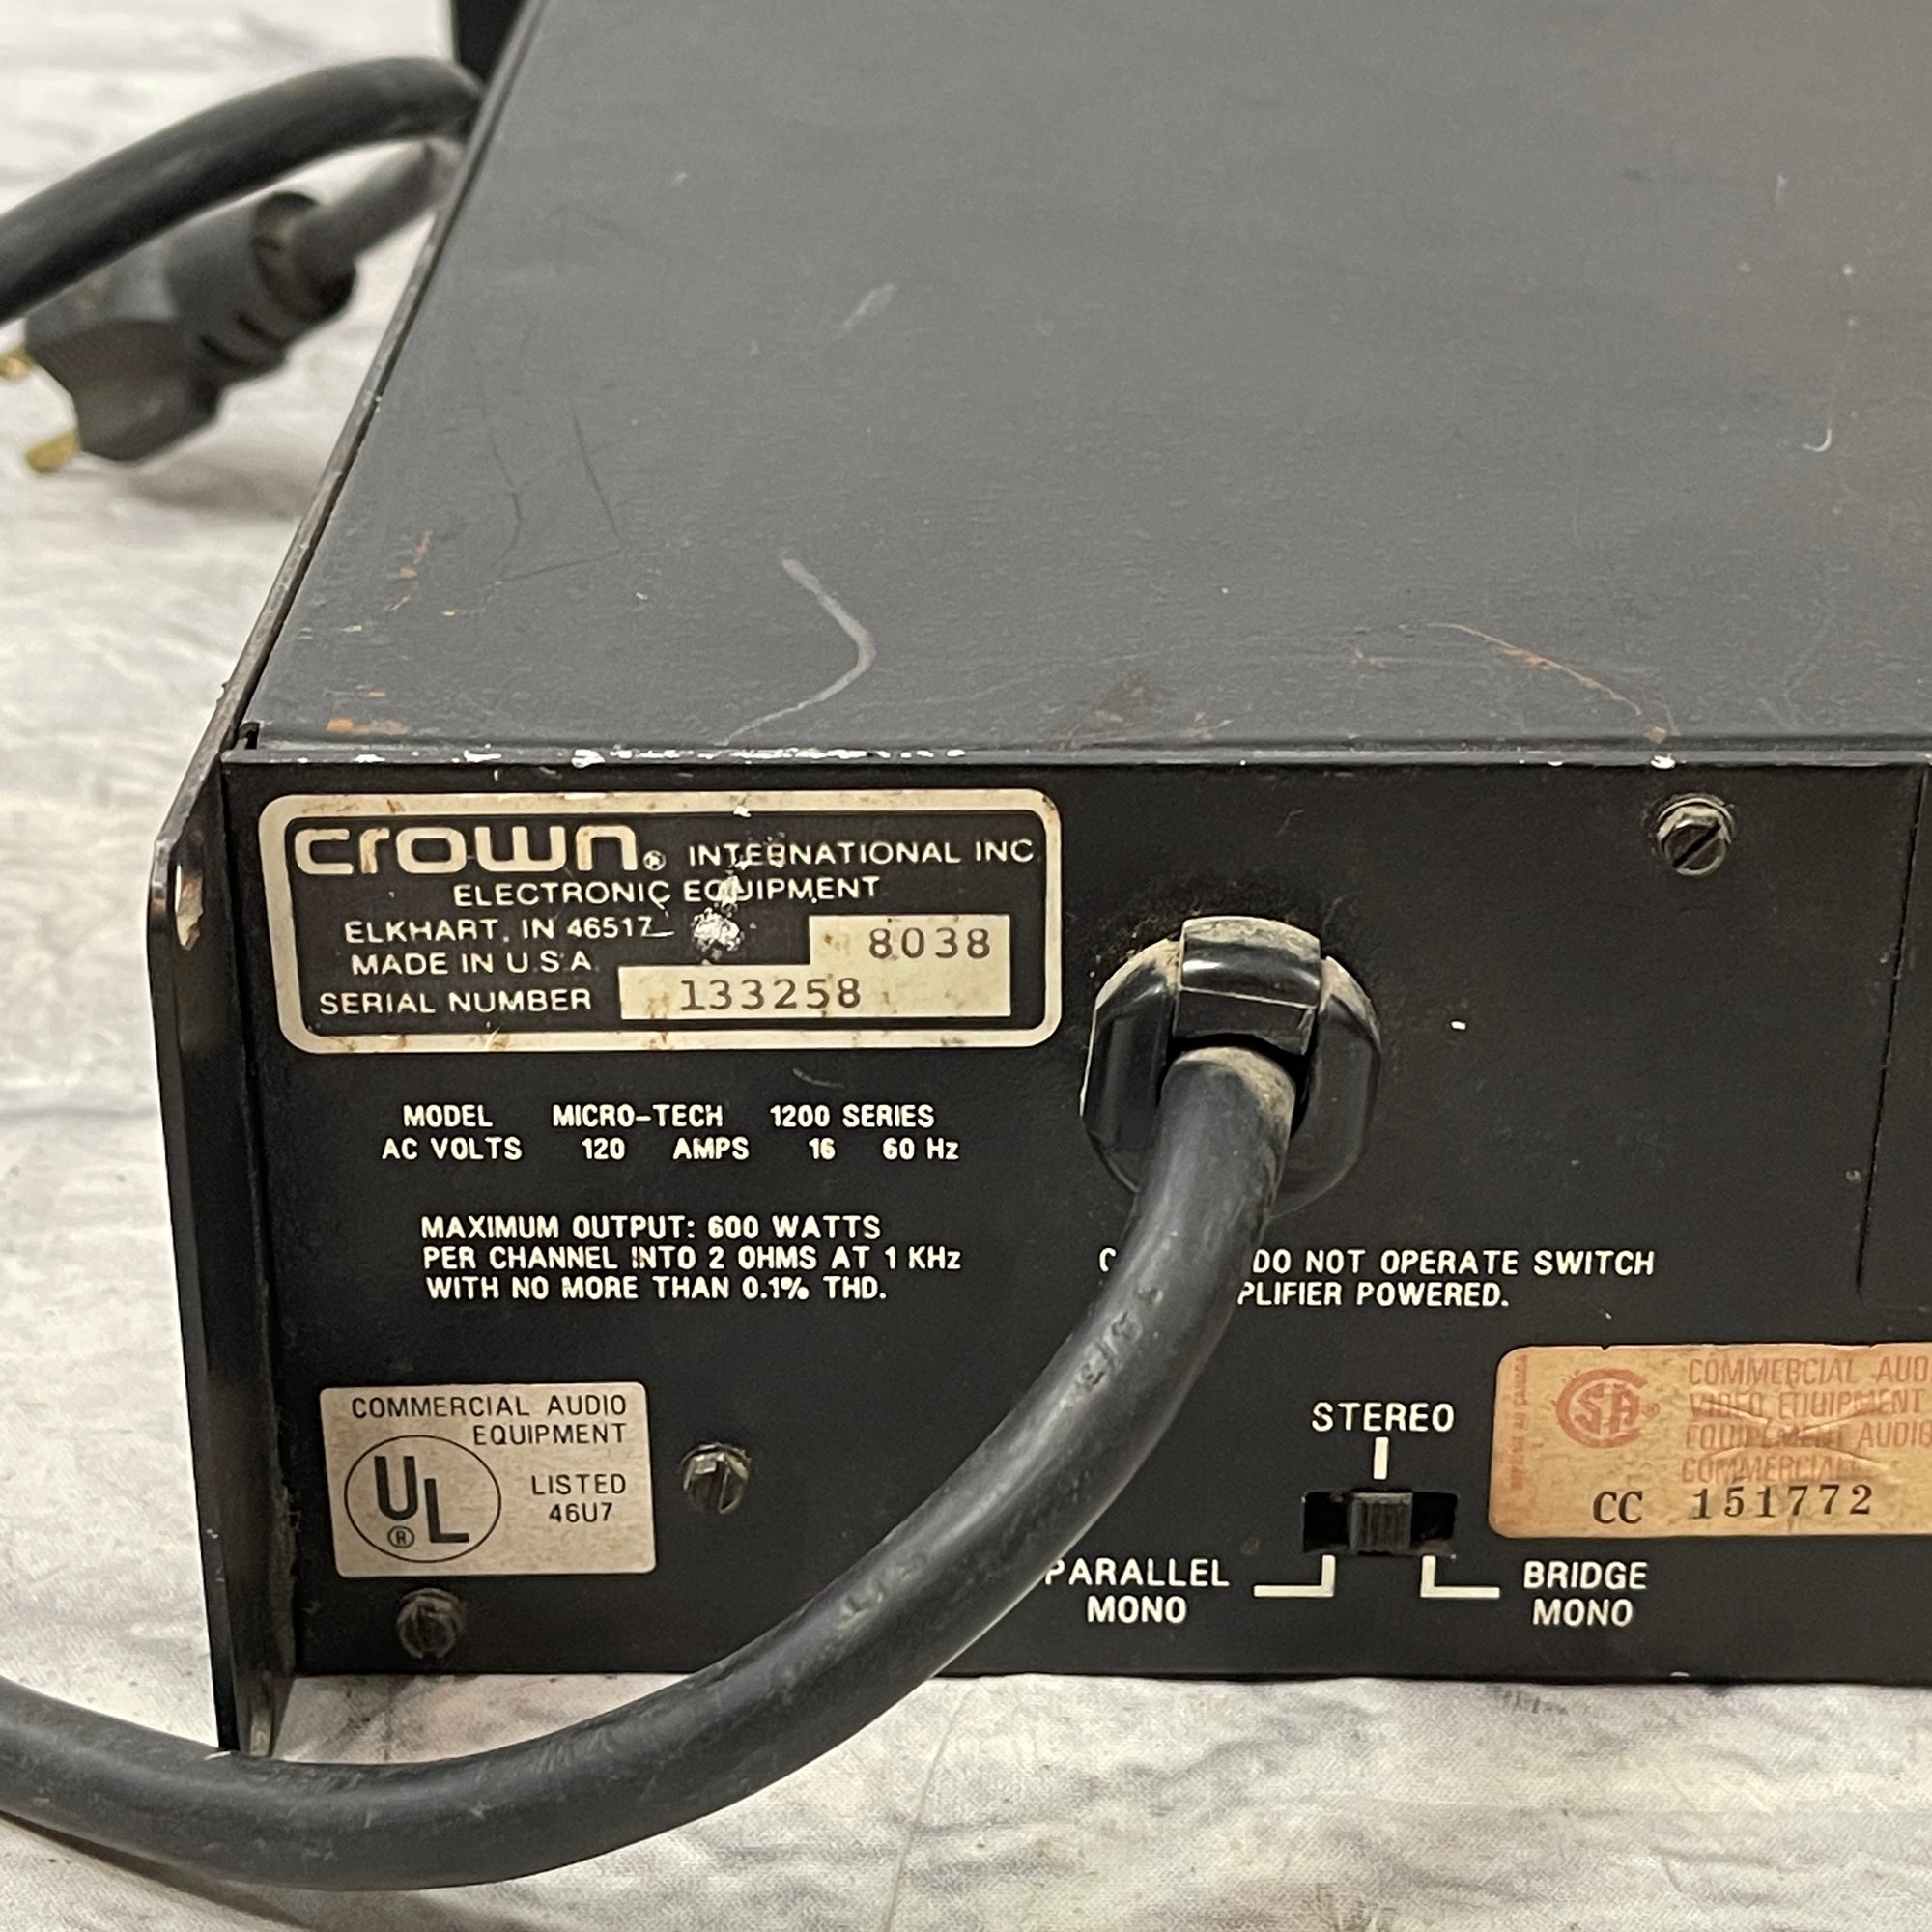 crown® INTERNATIONAL INC
ELECTRONIC EQUIPMENT
ELKHART, IN 46517
8038
MADE IN U.S.A.
SERIAL NUMBER 133258
MODEL MICRO-TECH 1200 SERIES
AC VOLTS 120 AMPS 16 60 Hz
MAXIMUM OUTPUT: 600 WATTS
PER CHANNEL INTO 2 OHMS AT 1 KHz
WITH NO MORE THAN 0.1% THD.
DO NOT OPERATE SWITCH
PLIFIER POWERED.
COMMERCIAL AUDIO
EQUIPMENT
UL®
LISTED
46U7
STEREO
PARALLEL
MONO
BRIDGE
MONO
SA®
COMMERCIAL AUD
VIDEO EQUIPMENT
EQUIPEMENT AUDIO
COMMERCIAL
CC 151772